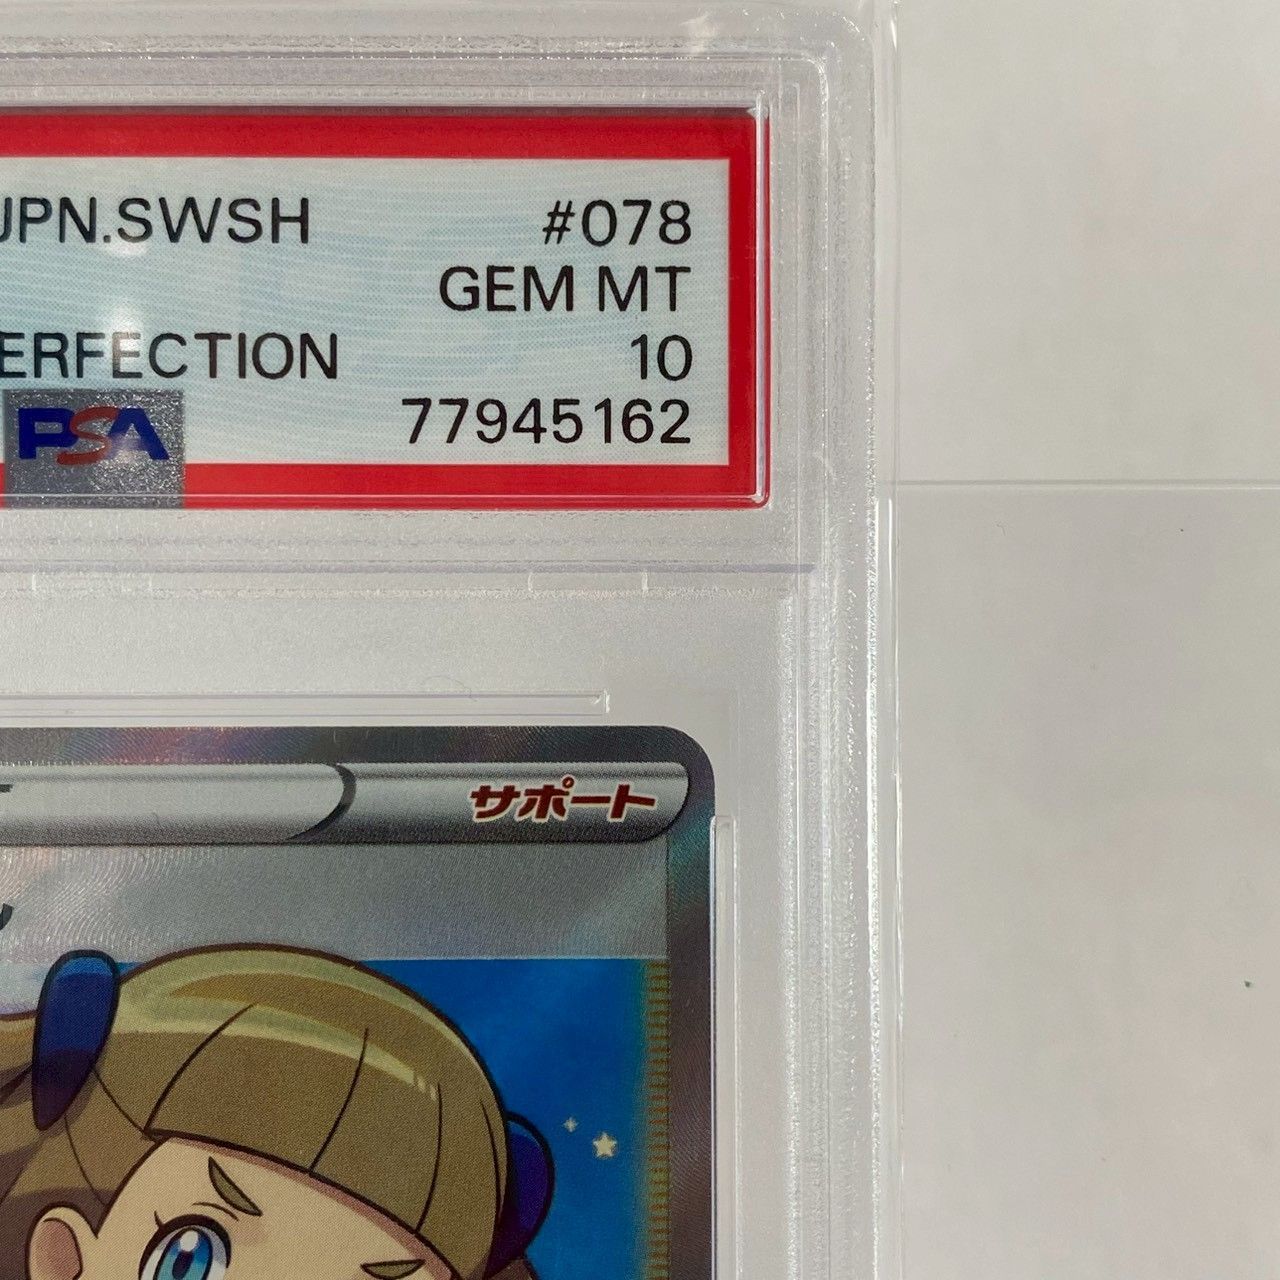 JPN.SWSH #078
GEM MT
ERFECTION 10
PSA 77945162
サポート